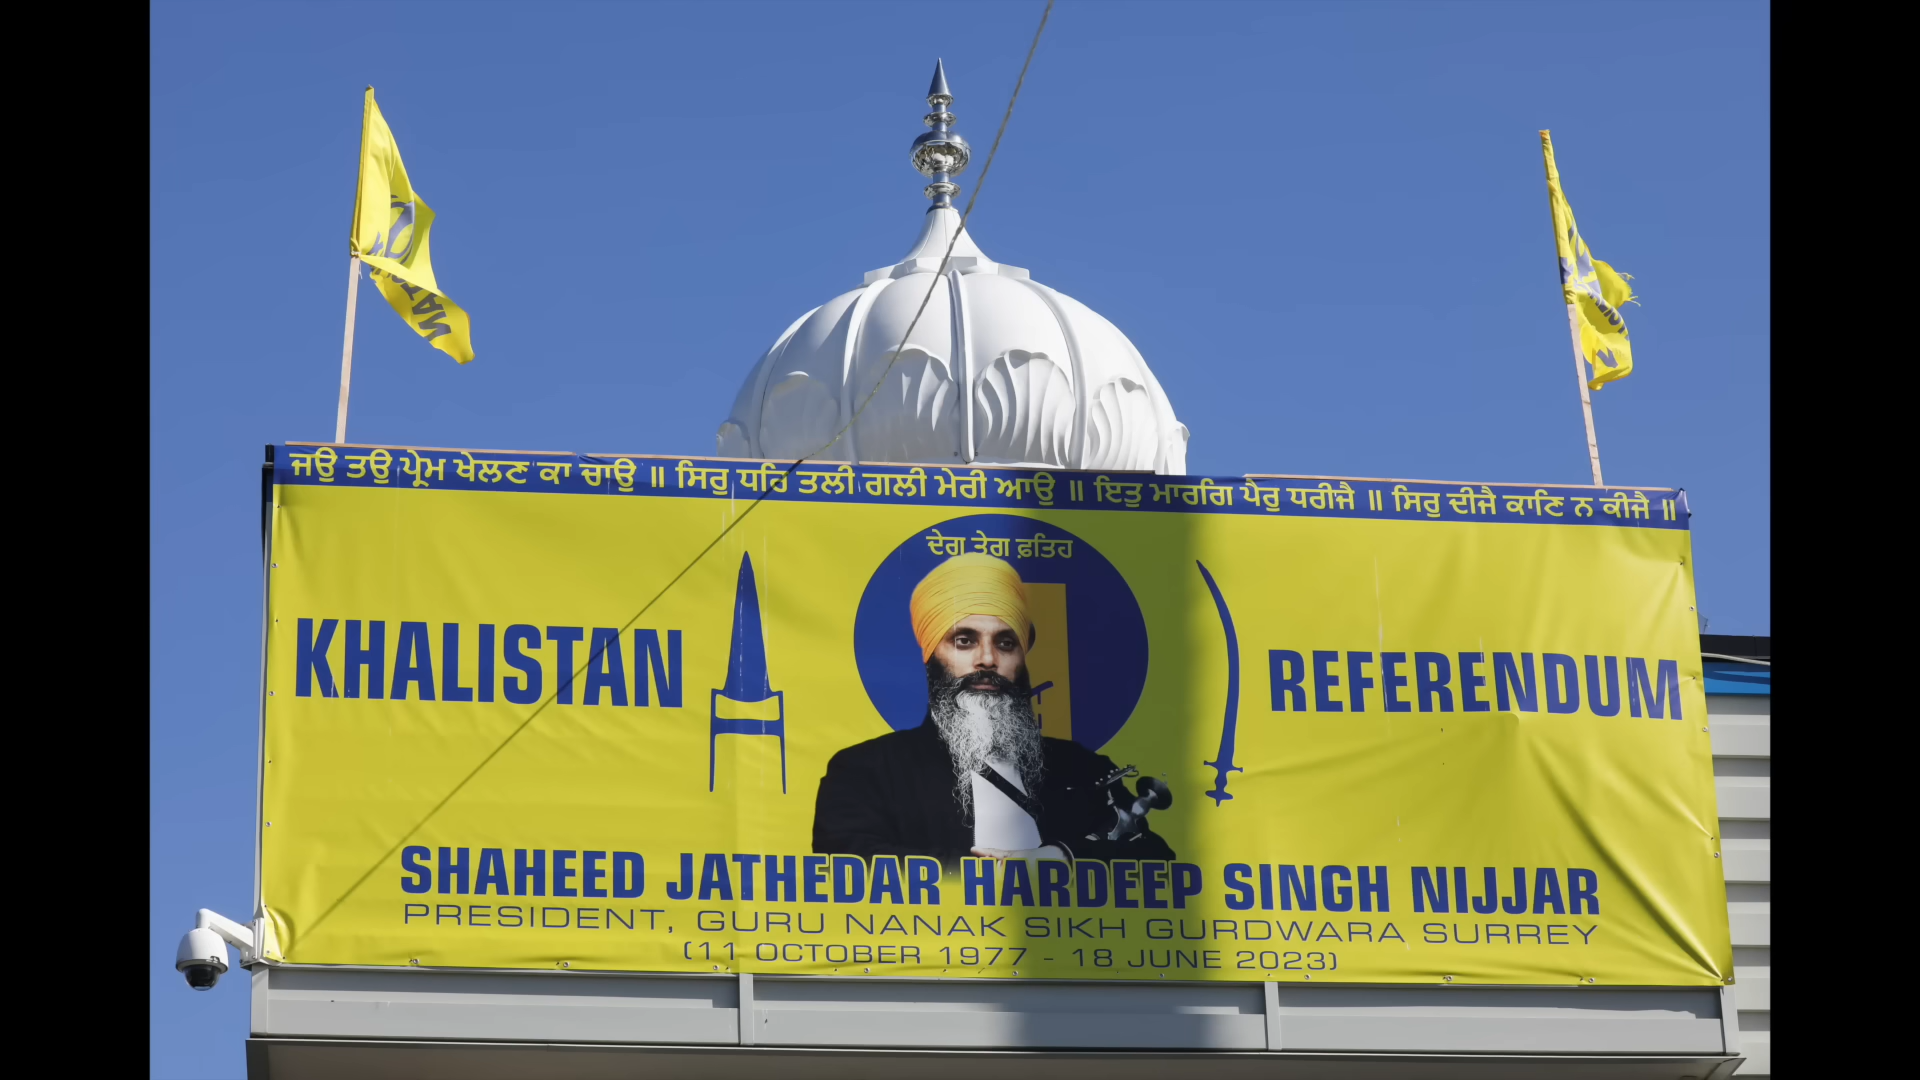 ਜਉ ਤਉ ਪ੍ਰੇਮ ਖੇਲਣ ਕਾ ਚਾਉ ॥ ਸਿਰੁ ਧਰਿ ਤਲੀ ਗਲੀ ਮੇਰੀ ਆਉ ॥ ਇਤੁ ਮਾਰਗਿ ਪੈਰੁ ਧਰੀਜੈ ॥ ਸਿਰੁ ਦੀਜੈ ਕਾਣਿ ਨ ਕੀਜੈ ॥
ਦੇਗ ਤੇਗ ਫ਼ਤਿਹ
KHALISTAN
REFERENDUM
SHAHEED JATHEDAR HARDEEP SINGH NIJJAR
PRESIDENT, GURU NANAK SIKH GURDWARA SURREY
(11 OCTOBER 1977 - 18 JUNE 2023)